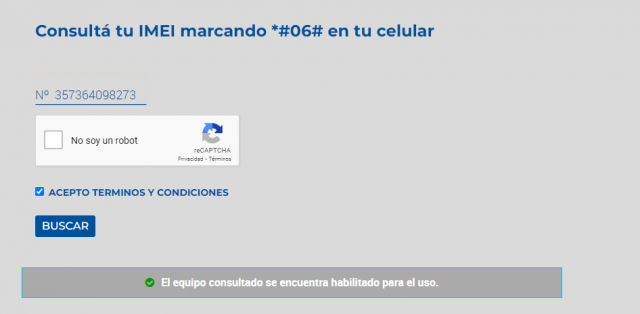 Consultá tu IMEI marcando *#06# en tu celular
Nº 357364098273
No soy un robot
reCAPTCHA
Privacidad - Términos
ACEPTO TERMINOS Y CONDICIONES
BUSCAR
El equipo consultado se encuentra habilitado para el uso.